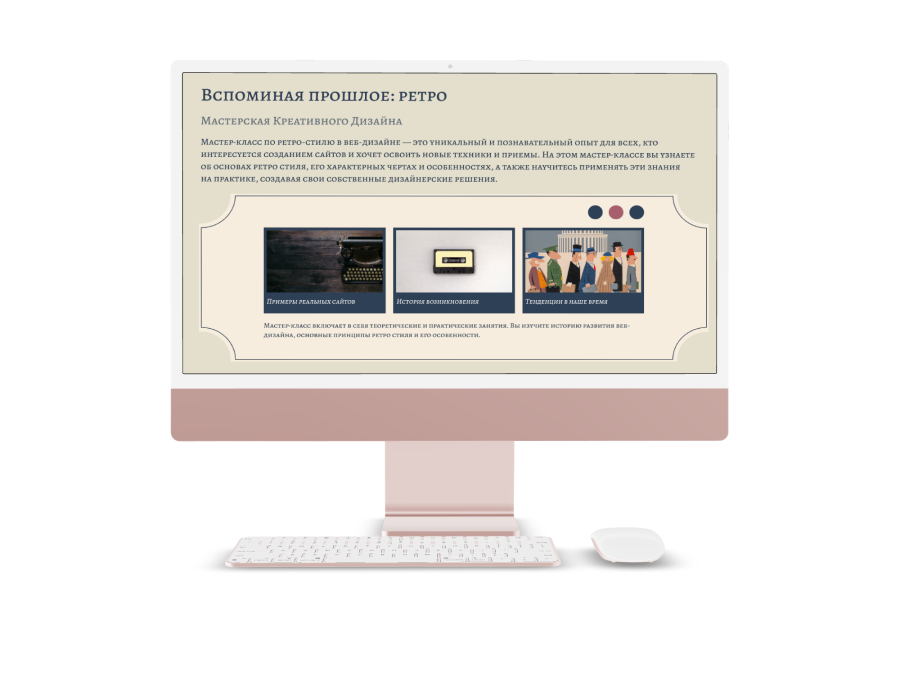 Вспоминая прошлое: ретро
Мастерская Креативного Дизайна
Мастер-класс по ретро-стилю в веб-дизайне — это уникальный и познавательный опыт для всех, кто
интересуется созданием сайтов и хочет освоить новые техники и приемы. На этом мастер-классе вы узнаете
об основах ретро стиля, его характерных чертах и особенностях, а также научитесь применять эти знания
на практике, создавая свои собственные дизайнерские решения.
Примеры реальных сайтов
История возникновения
Тенденции в наше время
Мастер-класс включает в себя теоретические и практические занятия. Вы изучите историю развития веб-
дизайна, основные принципы ретро стиля и его особенности.